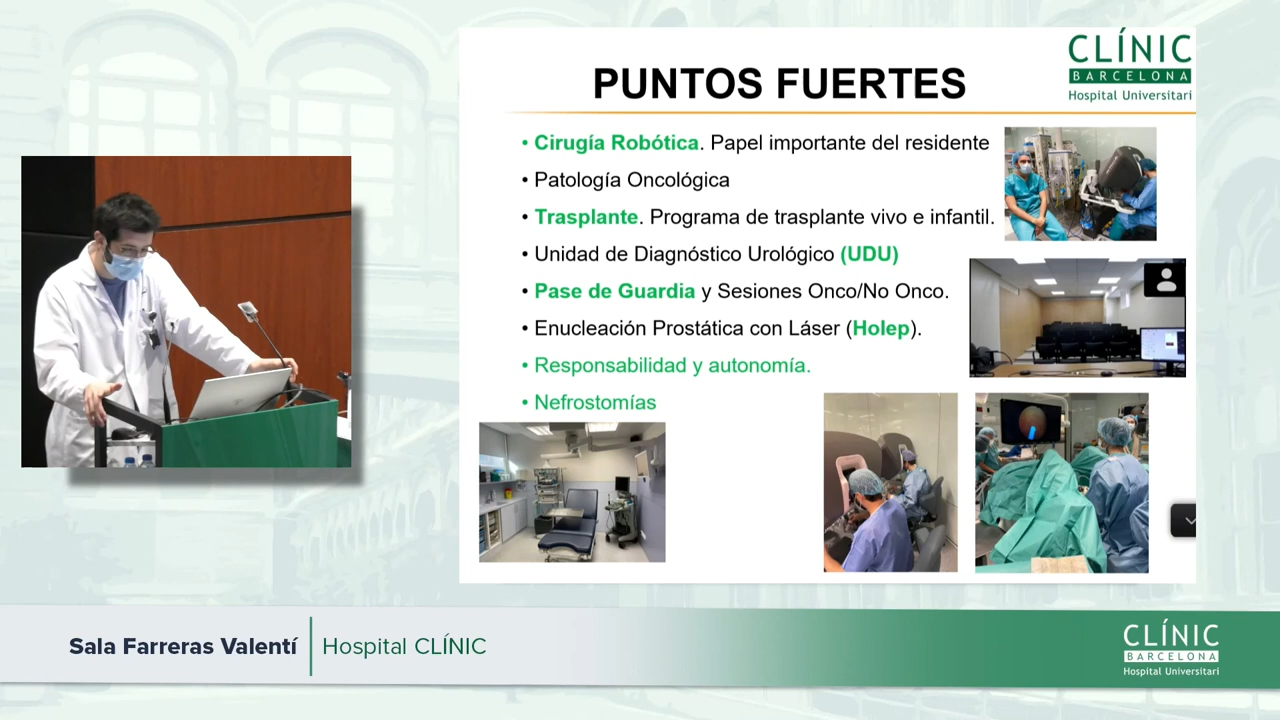 PUNTOS FUERTES
CLÍNIC
BARCELONA
Hospital Universitari
• Cirugía Robótica. Papel importante del residente
• Patología Oncológica
• Trasplante. Programa de trasplante vivo e infantil.
• Unidad de Diagnóstico Urológico (UDU)
• Pase de Guardia y Sesiones Onco/No Onco.
• Enucleación Prostática con Láser (Holep).
• Responsabilidad y autonomía.
• Nefrostomías
Sala Farreras Valentí
Hospital CLÍNIC
CLÍNIC
BARCELONA
Hospital Universitari